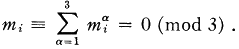 m_i ≡ \sum_{α=1}^{3} m_i^α = 0 (mod 3) .